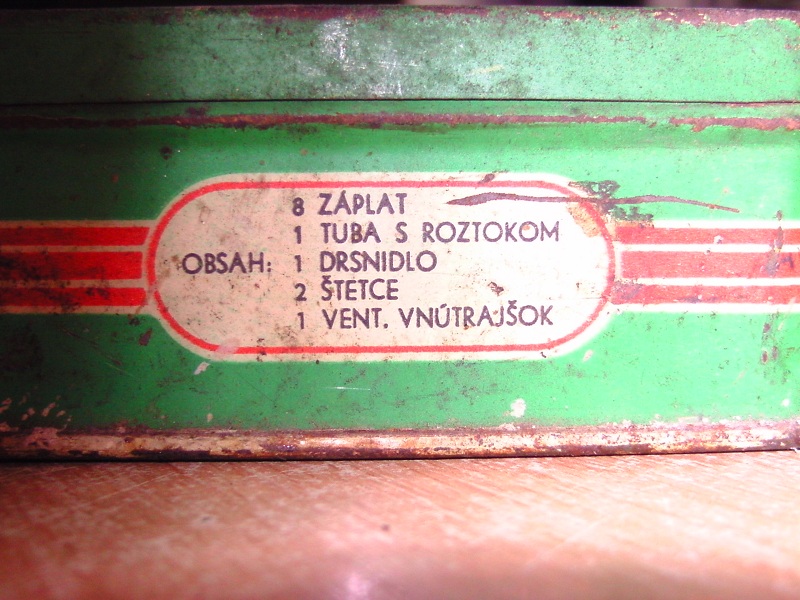 8 ZÁPLAT
1 TUBA S ROZTOKOM
OBSAH: 1 DRSNIDLO
2 ŠTETCE
1 VENT. VNÚTRAJŠOK